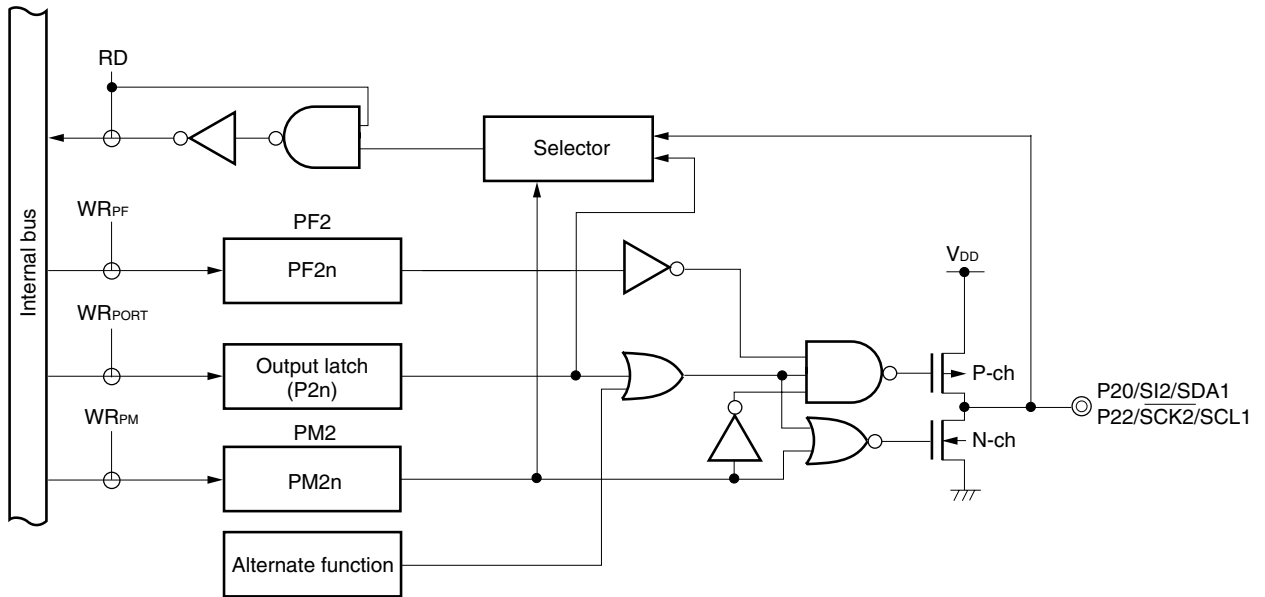 RD
Selector
Internal bus
WRPF
PF2
PF2n
VDD
WRPORT
Output latch
(P2n)
P-ch
P20/SI2/SDA1
P22/SCK2/SCL1
WRPM
PM2
PM2n
N-ch
Alternate function